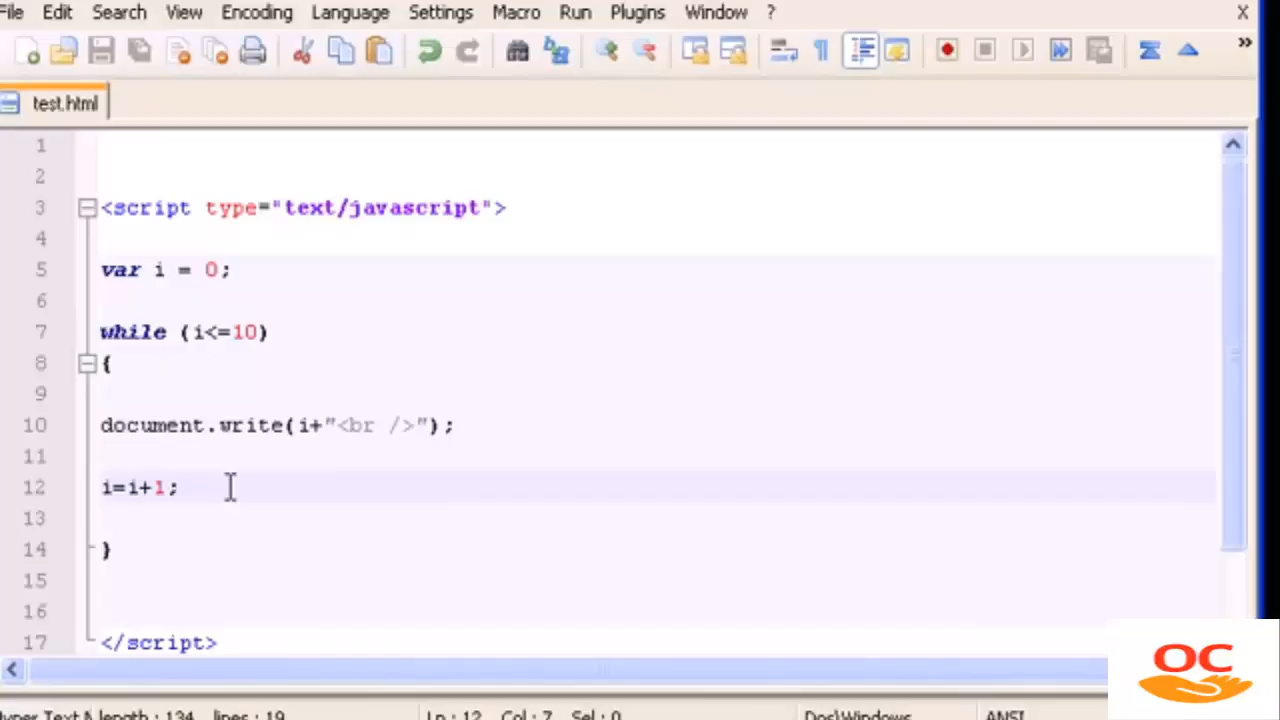 File Edit Search View Encoding Language Settings Macro Run Plugins Window ? X
test.html
1
2
3 <script type="text/javascript">
4
5 var i = 0;
6
7 while (i<=10)
8 {
9
10 document.write(i+"<br />");
11
12 i=i+1;
13
14 }
15
16
17 </script>
OC
Hyper Text M length : 134 lines : 19 Ln : 12 Col : 7 Sel : 0 Dos\Windows ANSI